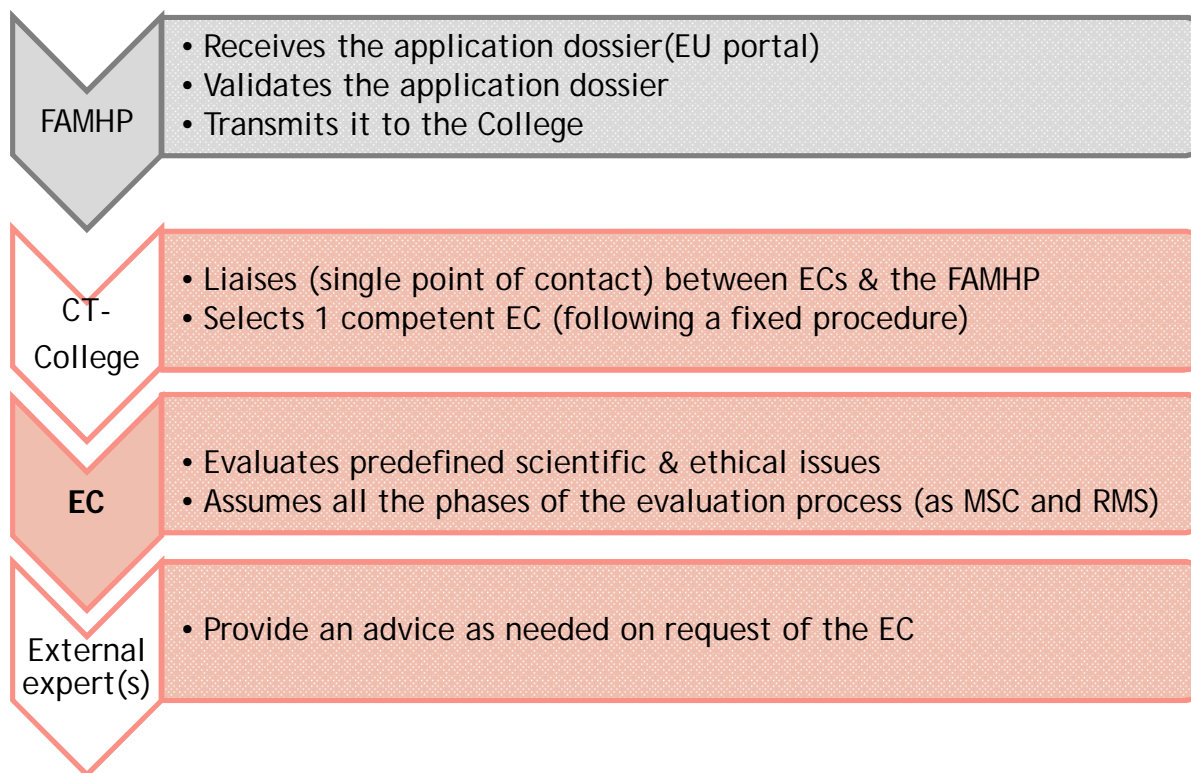 FAMHP
• Receives the application dossier(EU portal)
• Validates the application dossier
• Transmits it to the College
CT-
College
• Liaises (single point of contact) between ECs & the FAMHP
• Selects 1 competent EC (following a fixed procedure)
EC
• Evaluates predefined scientific & ethical issues
• Assumes all the phases of the evaluation process (as MSC and RMS)
External
expert(s)
• Provide an advice as needed on request of the EC